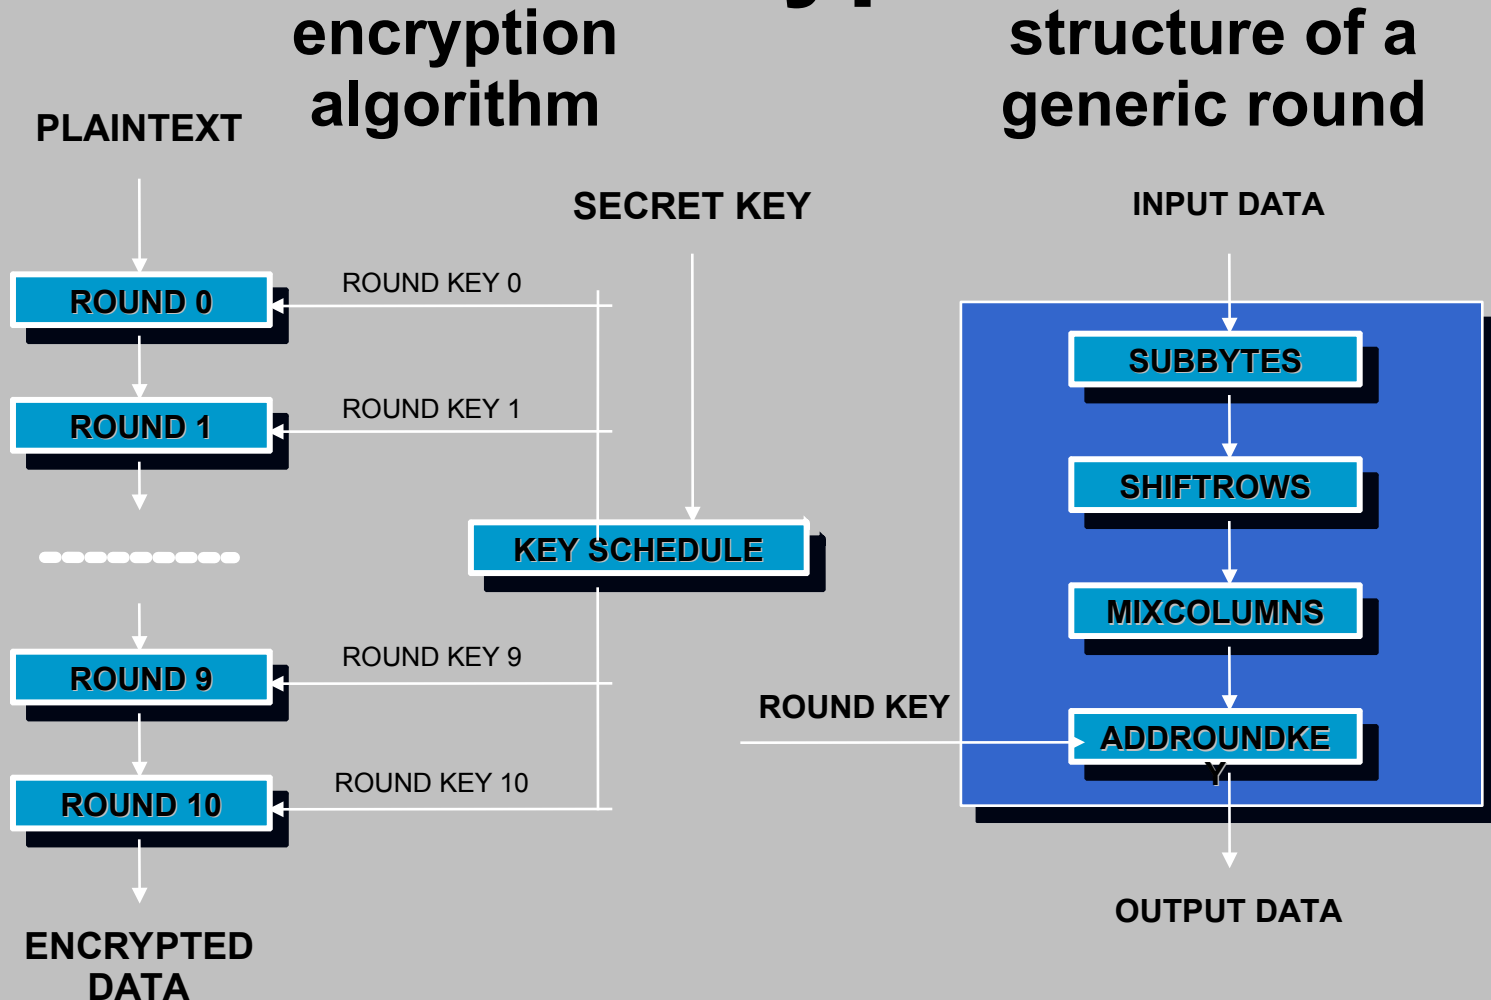 encryption
algorithm
structure of a
generic round
PLAINTEXT
SECRET KEY
INPUT DATA
ROUND 0
ROUND KEY 0
ROUND 1
ROUND KEY 1
KEY SCHEDULE
ROUND 9
ROUND KEY 9
ROUND 10
ROUND KEY 10
ENCRYPTED
DATA
SUBBYTES
SHIFTROWS
MIXCOLUMNS
ROUND KEY
ADDROUNDKE
Y
OUTPUT DATA